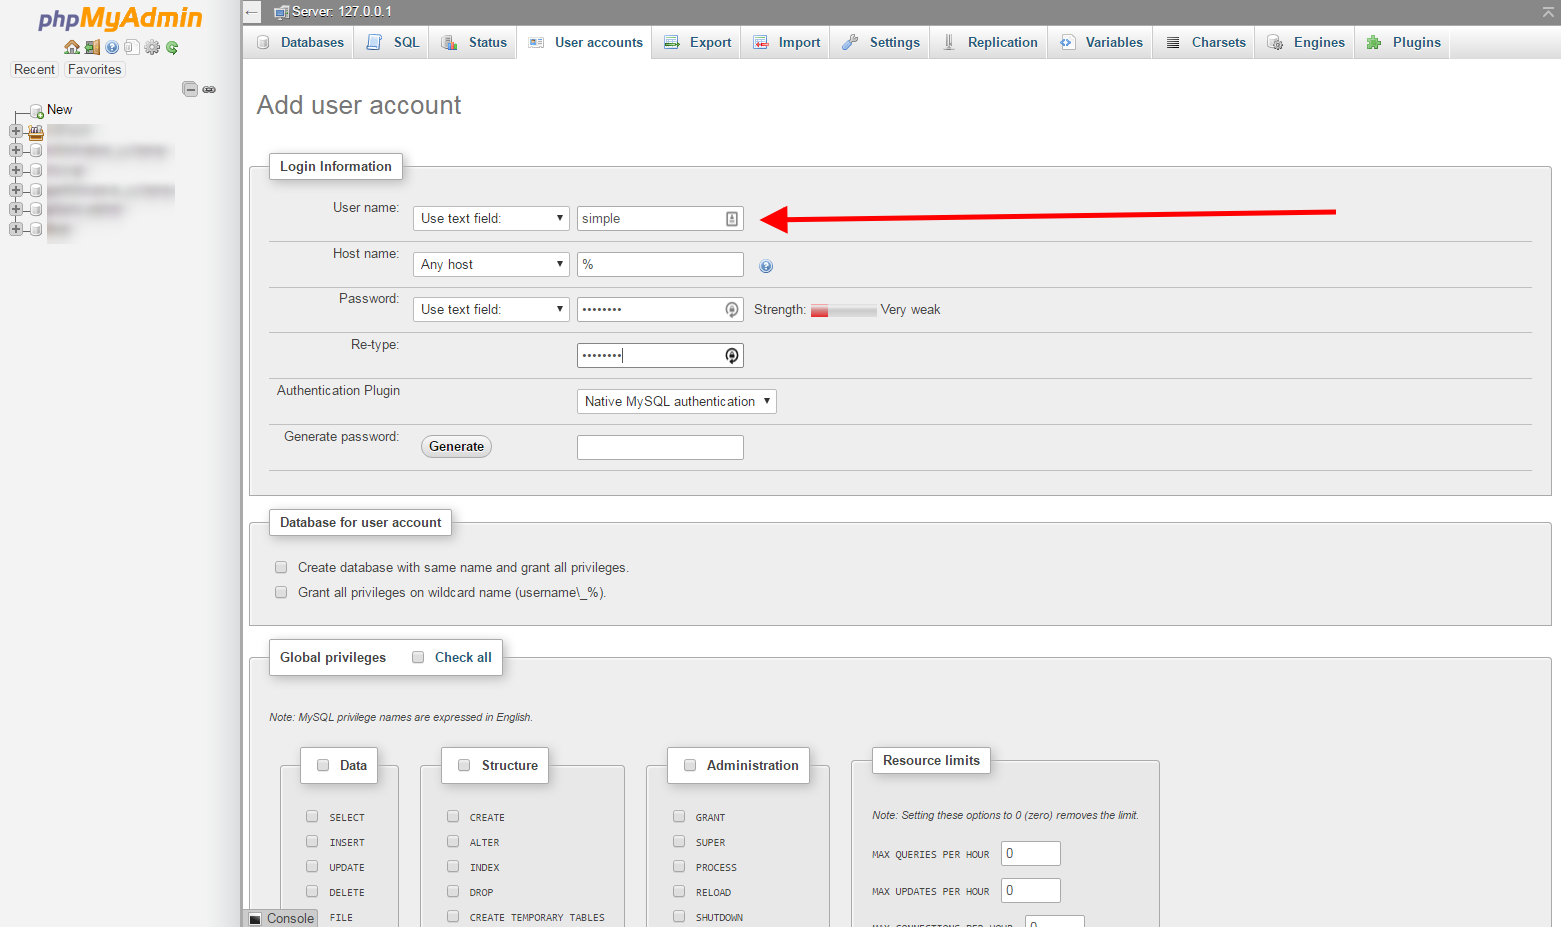 phpMyAdmin
Recent Favorites
New
Server: 127.0.0.1
Databases SQL Status User accounts Export Import Settings Replication Variables Charsets Engines Plugins
Add user account
Login Information
User name: Use text field: simple
Host name: Any host %
Password: Use text field: •••••••• Strength: Very weak
Re-type: ••••••••
Authentication Plugin Native MySQL authentication
Generate password: Generate
Database for user account
Create database with same name and grant all privileges.
Grant all privileges on wildcard name (username\_%).
Global privileges Check all
Note: MySQL privilege names are expressed in English.
Data Structure Administration Resource limits
Note: Setting these options to 0 (zero) removes the limit.
SELECT CREATE GRANT
INSERT ALTER SUPER
MAX QUERIES PER HOUR 0
UPDATE INDEX PROCESS
DELETE DROP RELOAD
MAX UPDATES PER HOUR 0
FILE CREATE TEMPORARY TABLES SHUTDOWN
MAX CONNECTIONS PER HOUR 0
Console